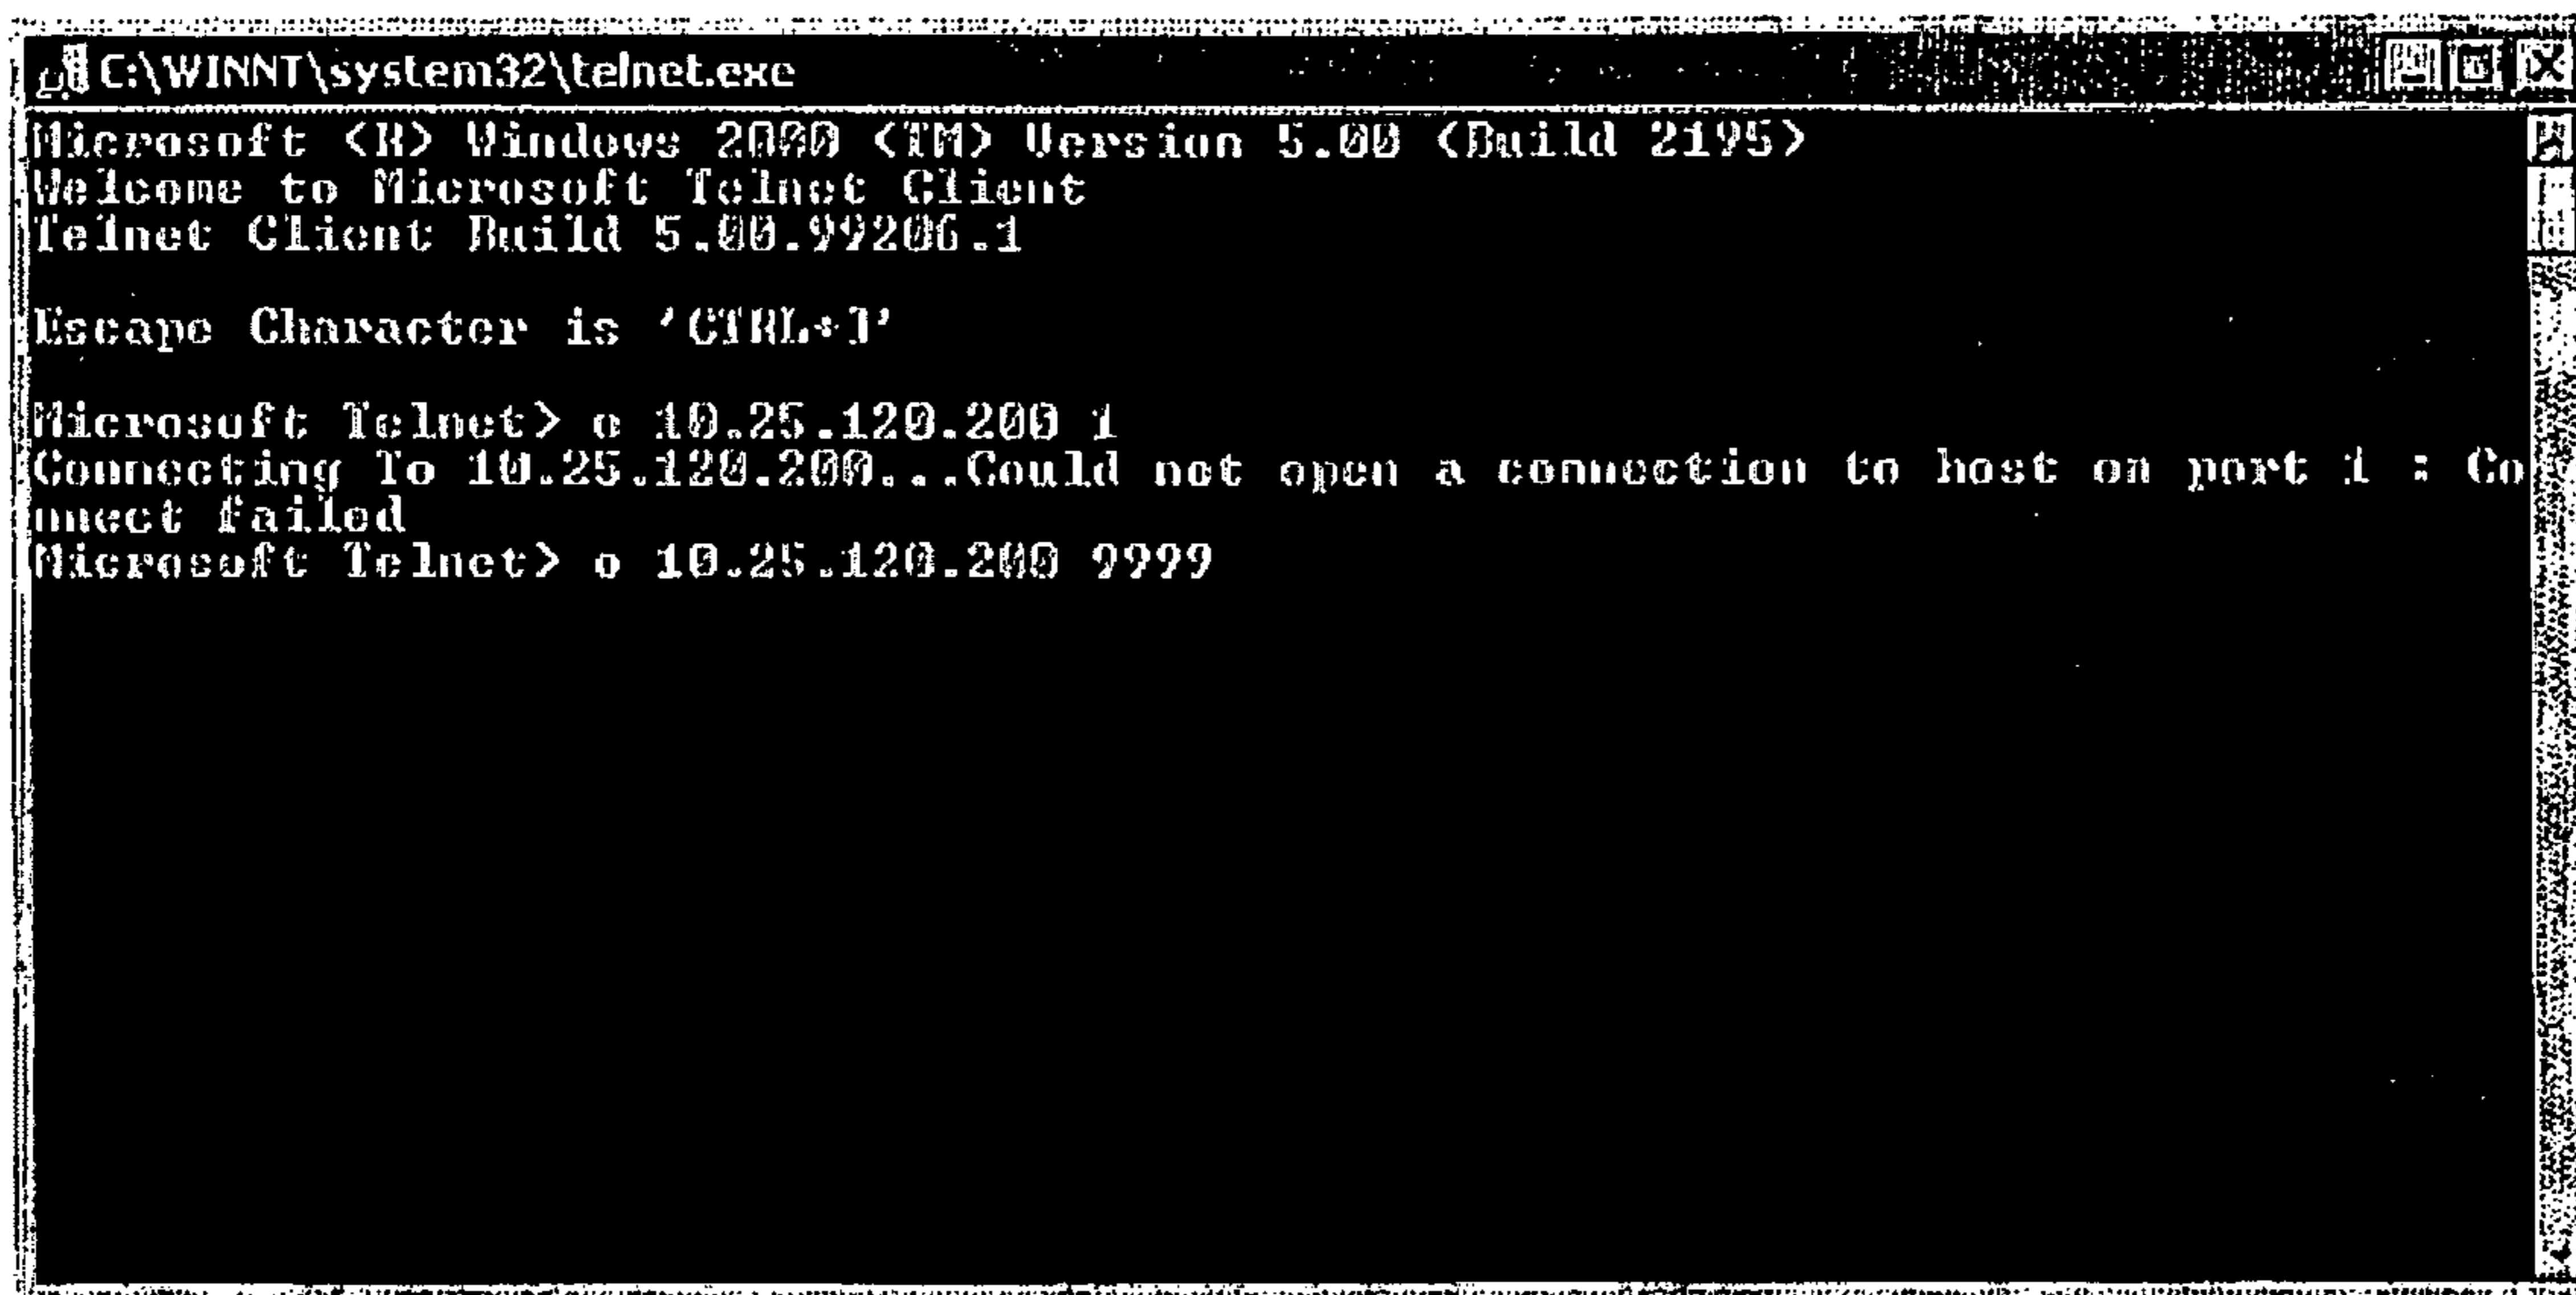 C:\WINNT\system32\telnet.exe
Microsoft (R) Windows 2000 (TM) Version 5.00 (Build 2195)
Welcome to Microsoft Telnet Client
Telnet Client Build 5.00.99206.1
Escape Character is 'CTRL+]'
Microsoft Telnet> o 10.25.120.200 1
Connecting To 10.25.120.200...Could not open a connection to host on port 1 : Co
nnect failed
Microsoft Telnet> o 10.25.120.200 9999